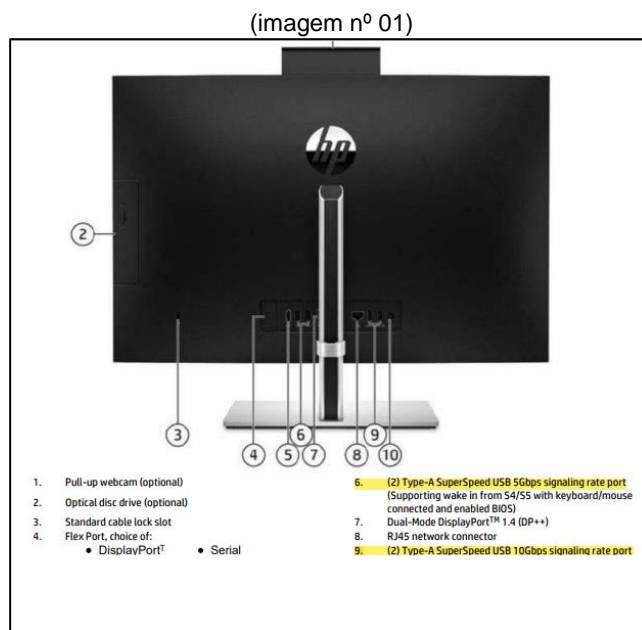 (imagem nº 01)
hp
2
3
4
5
6
7
8
9
10
1. Pull-up webcam (optional)
2. Optical disc drive (optional)
3. Standard cable lock slot
4. Flex Port, choice of:
• DisplayPortᵀ • Serial
6. (2) Type-A SuperSpeed USB 5Gbps signaling rate port
(Supporting wake in from S4/S5 with keyboard/mouse
connected and enabled BIOS)
7. Dual-Mode DisplayPort™ 1.4 (DP++)
8. RJ45 network connector
9. (2) Type-A SuperSpeed USB 10Gbps signaling rate port